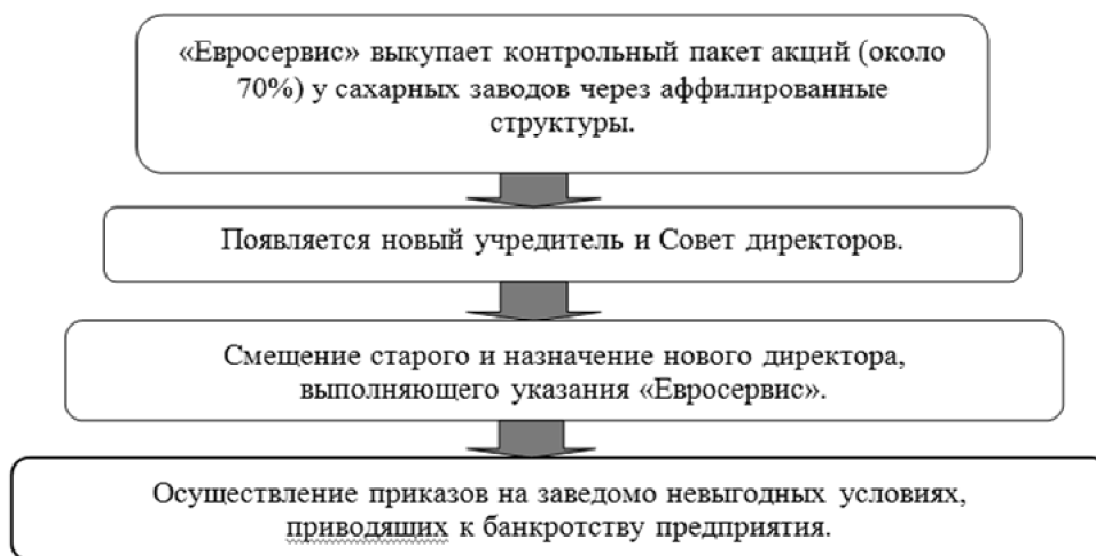 «Евросервис» выкупает контрольный пакет акций (около
70%) у сахарных заводов через аффилированные
структуры.
Появляется новый учредитель и Совет директоров.
Смещение старого и назначение нового директора,
выполняющего указания «Евросервис».
Осуществление приказов на заведомо невыгодных условиях,
приводящих к банкротству предприятия.